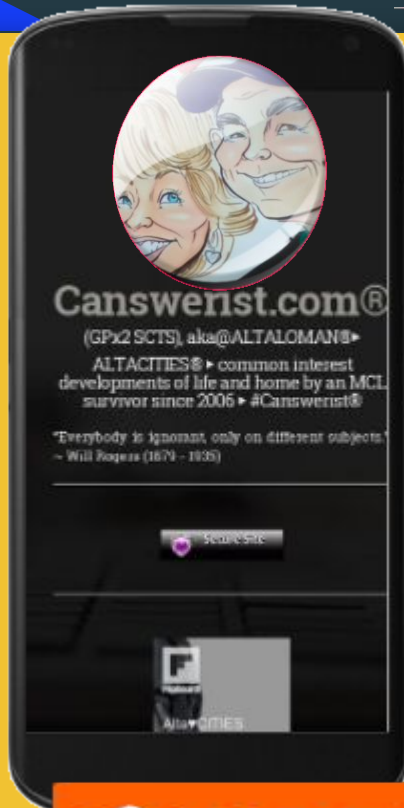 Canswerist.com®
(GPx2 SCTS), aka@ALTALOMAN®▸
ALTACITIES® ▸ common interest
developments of life and home by an MCL
survivor since 2006 ▸ #Canswerist®
"Everybody is ignorant, only on different subjects."
~ Will Rogers (1879 - 1935)
Secure Site
Flipboard
Alta♥CITIES